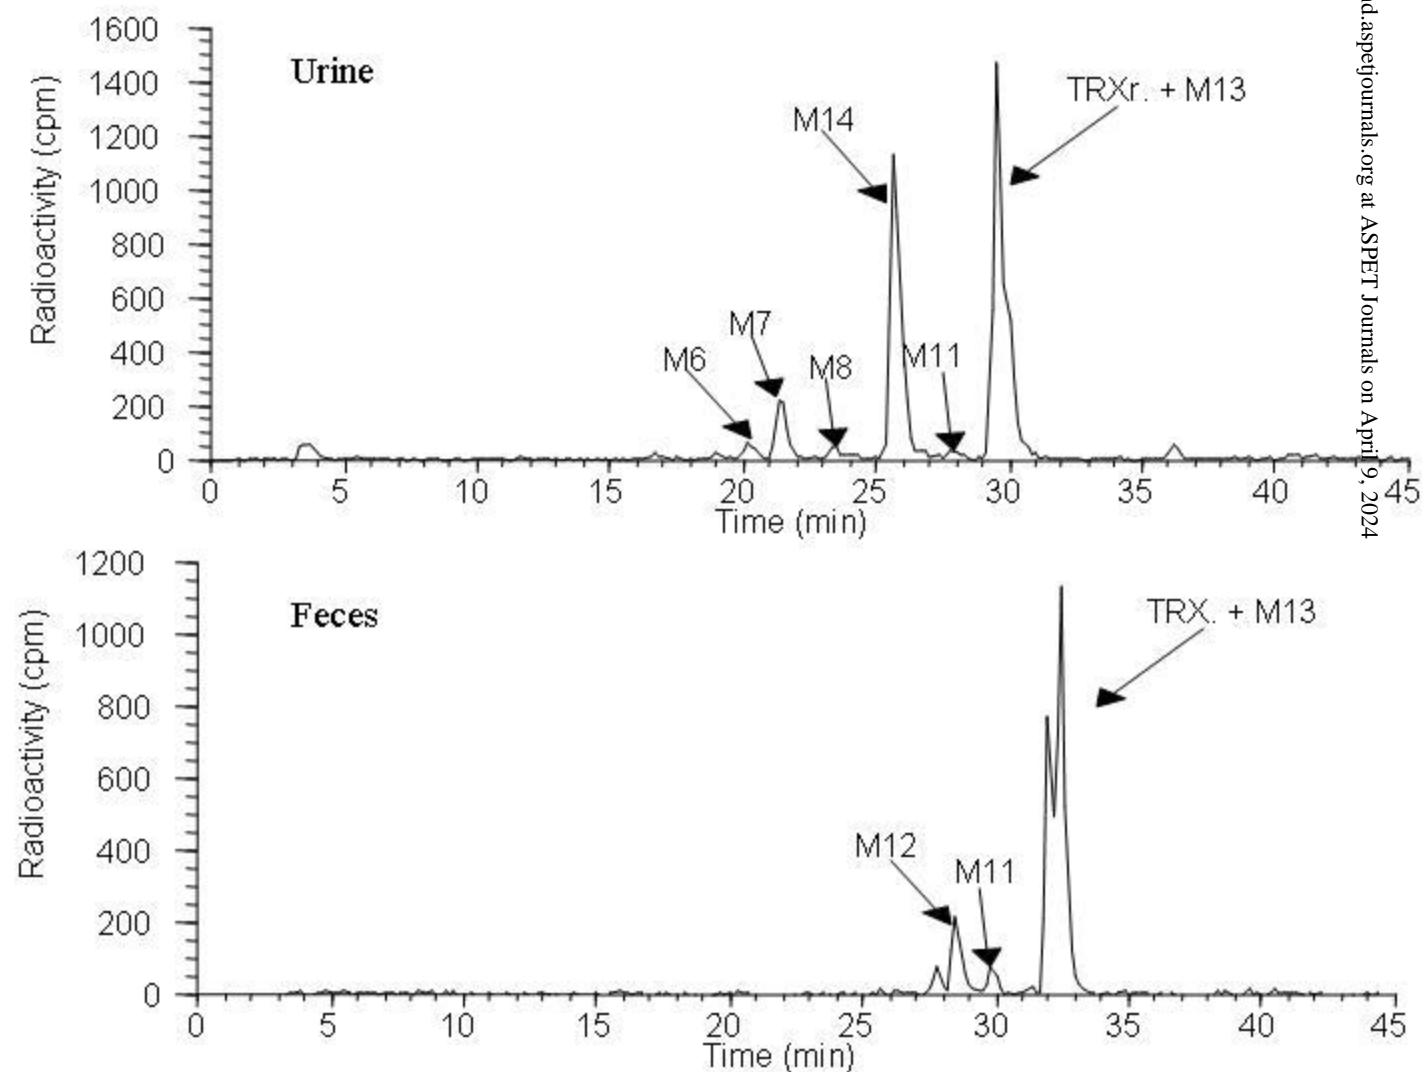 1600
1400
1200
1000
800
600
400
200
0
Radioactivity (cpm)
Urine
M6
M7
M8
M14
M11
TRXr. + M13
0 5 10 15 20 25 30 35 40 45
Time (min)
1200
1000
800
600
400
200
0
Radioactivity (cpm)
Feces
M12
M11
TRX. + M13
0 5 10 15 20 25 30 35 40 45
Time (min)
d.aspetjournals.org at ASPET Journals on April 9, 2024